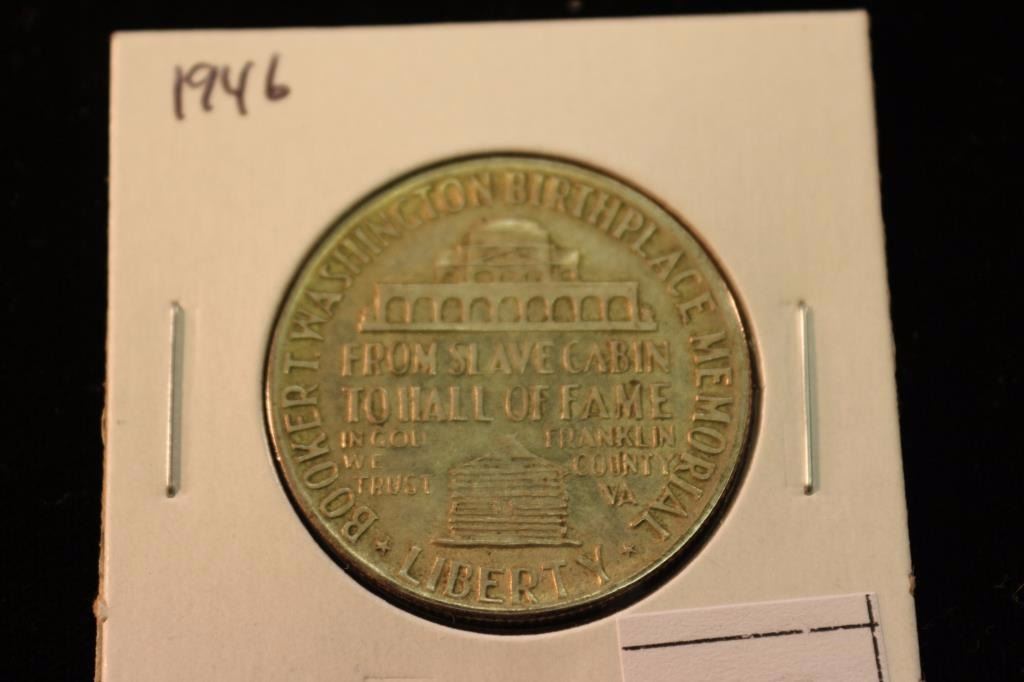 1946
BOOKER T. WASHINGTON BIRTHPLACE MEMORIAL
FROM SLAVE CABIN
TO HALL OF FAME
IN GOD
WE
TRUST
FRANKLIN
COUNTY
VA
LIBERTY